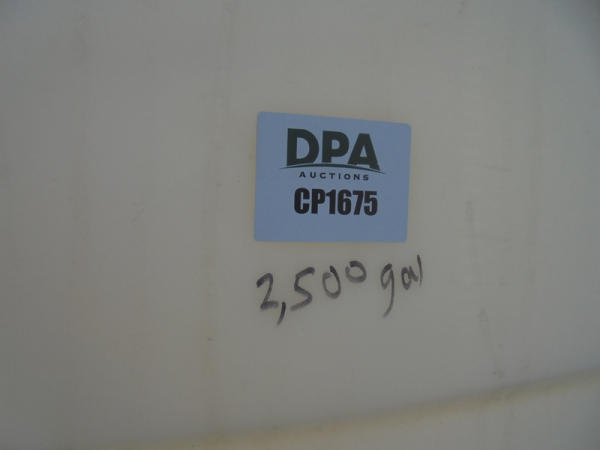 DPA
AUCTIONS
CP1675
2,500 gal